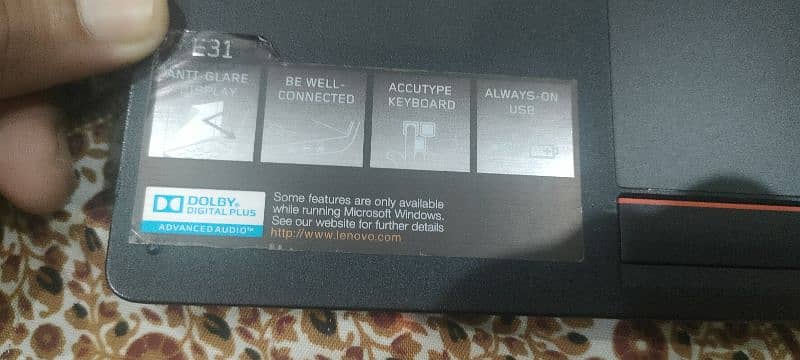 E31
ANTI-GLARE
DISPLAY
BE WELL-
CONNECTED
ACCUTYPE
KEYBOARD
ALWAYS-ON
USB
DOLBY®
DIGITAL PLUS
ADVANCED AUDIO™
Some features are only available
while running Microsoft Windows.
See our website for further details
http://www.lenovo.com